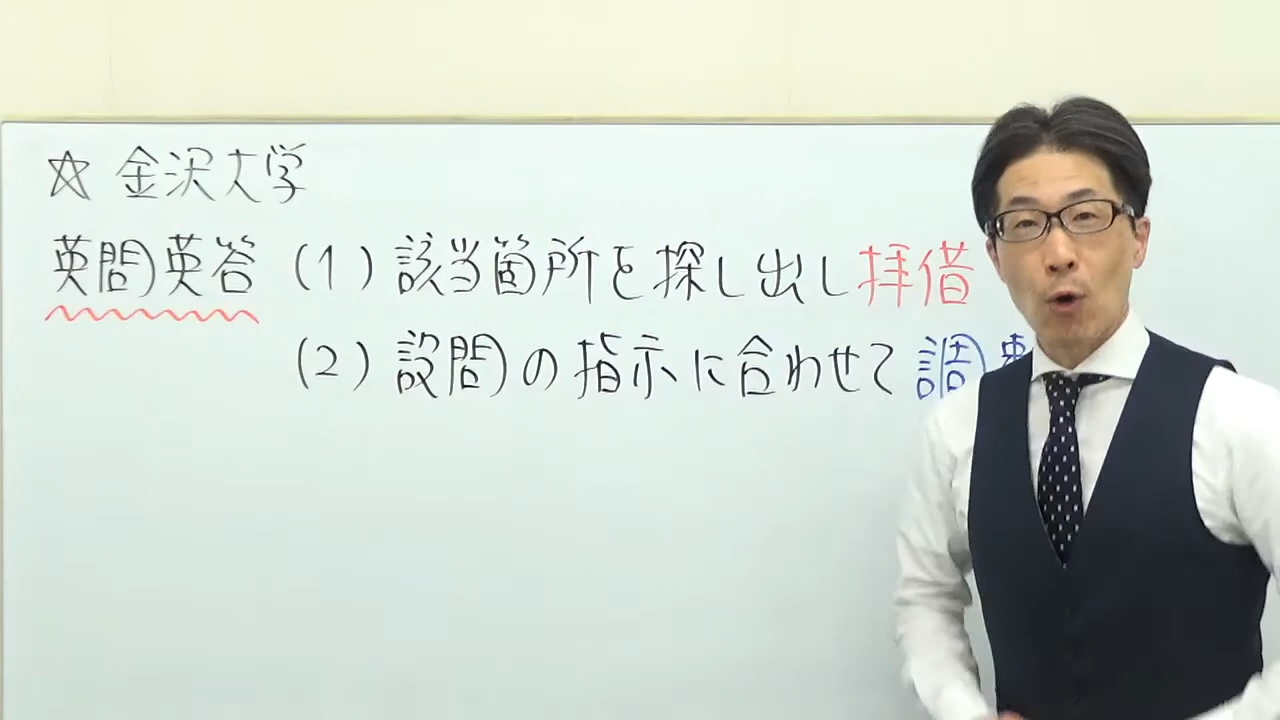 ☆ 金沢大学
英問英答 (1) 該当箇所を探し出し拝借
(2) 設問の指示に合わせて調